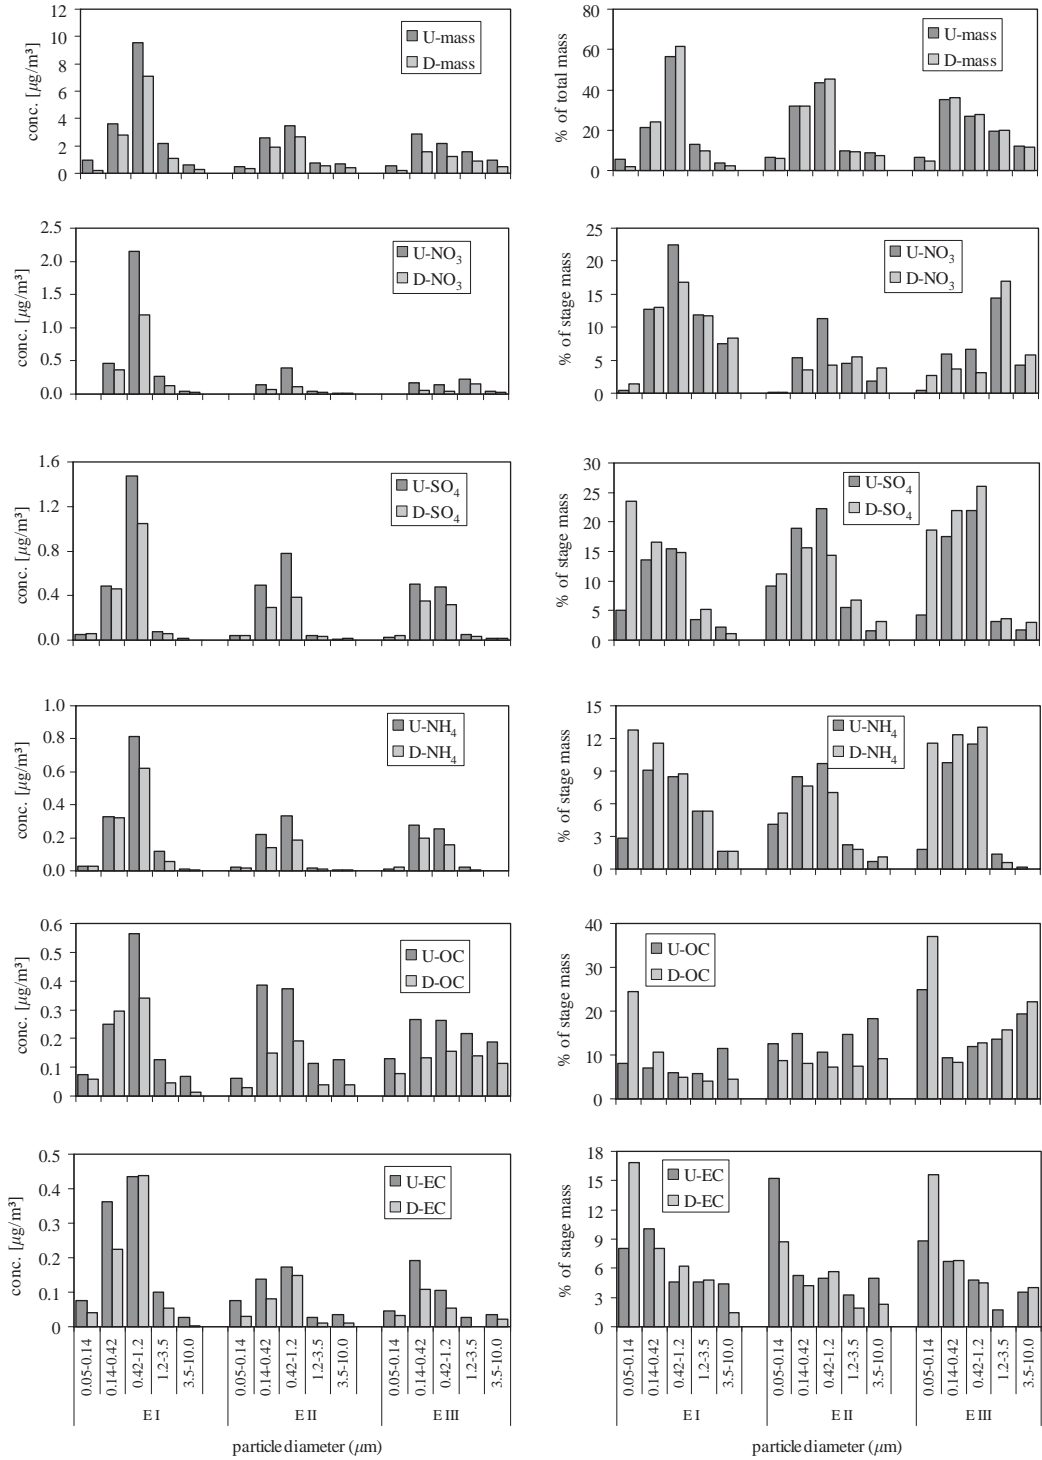 12
10
8
6
4
2
0
conc. [µg/m³]
U-mass
D-mass
80
60
40
20
0
% of total mass
U-mass
D-mass
2.5
2.0
1.5
1.0
0.5
0.0
conc. [µg/m³]
U-NO3
D-NO3
25
20
15
10
5
0
% of stage mass
U-NO3
D-NO3
1.6
1.2
0.8
0.4
0.0
conc. [µg/m³]
U-SO4
D-SO4
30
25
20
15
10
5
0
% of stage mass
U-SO4
D-SO4
1.0
0.8
0.6
0.4
0.2
0.0
conc. [µg/m³]
U-NH4
D-NH4
15
12
9
6
3
0
% of stage mass
U-NH4
D-NH4
0.6
0.5
0.4
0.3
0.2
0.1
0
conc. [µg/m³]
U-OC
D-OC
40
30
20
10
0
% of stage mass
U-OC
D-OC
0.5
0.4
0.3
0.2
0.1
0
conc. [µg/m³]
U-EC
D-EC
0.05-0.14
0.14-0.42
0.42-1.2
1.2-3.5
3.5-10.0
0.05-0.14
0.14-0.42
0.42-1.2
1.2-3.5
3.5-10.0
0.05-0.14
0.14-0.42
0.42-1.2
1.2-3.5
3.5-10.0
E I
E II
E III
particle diameter (µm)
18
15
12
9
6
3
0
% of stage mass
U-EC
D-EC
0.05-0.14
0.14-0.42
0.42-1.2
1.2-3.5
3.5-10.0
0.05-0.14
0.14-0.42
0.42-1.2
1.2-3.5
3.5-10.0
0.05-0.14
0.14-0.42
0.42-1.2
1.2-3.5
3.5-10.0
E I
E II
E III
particle diameter (µm)